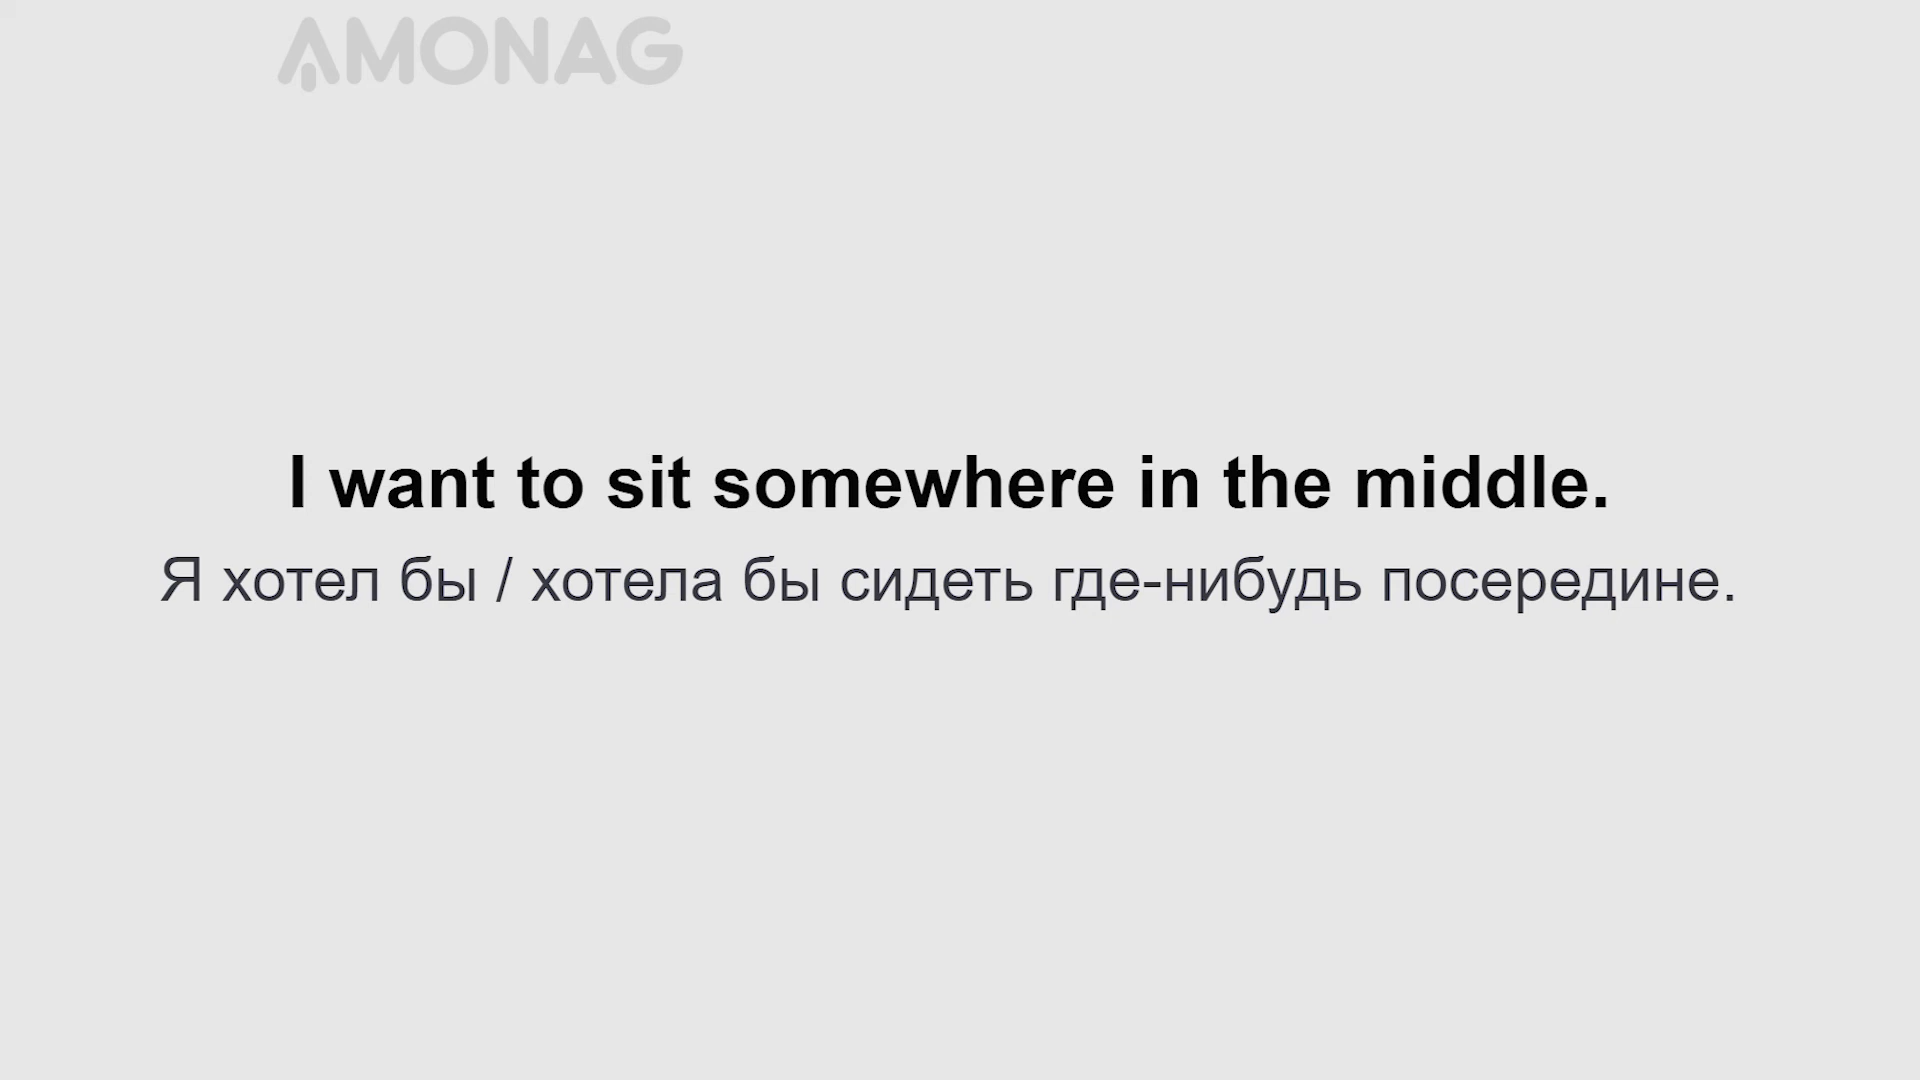 AMONAG
I want to sit somewhere in the middle.
Я хотел бы / хотела бы сидеть где-нибудь посередине.